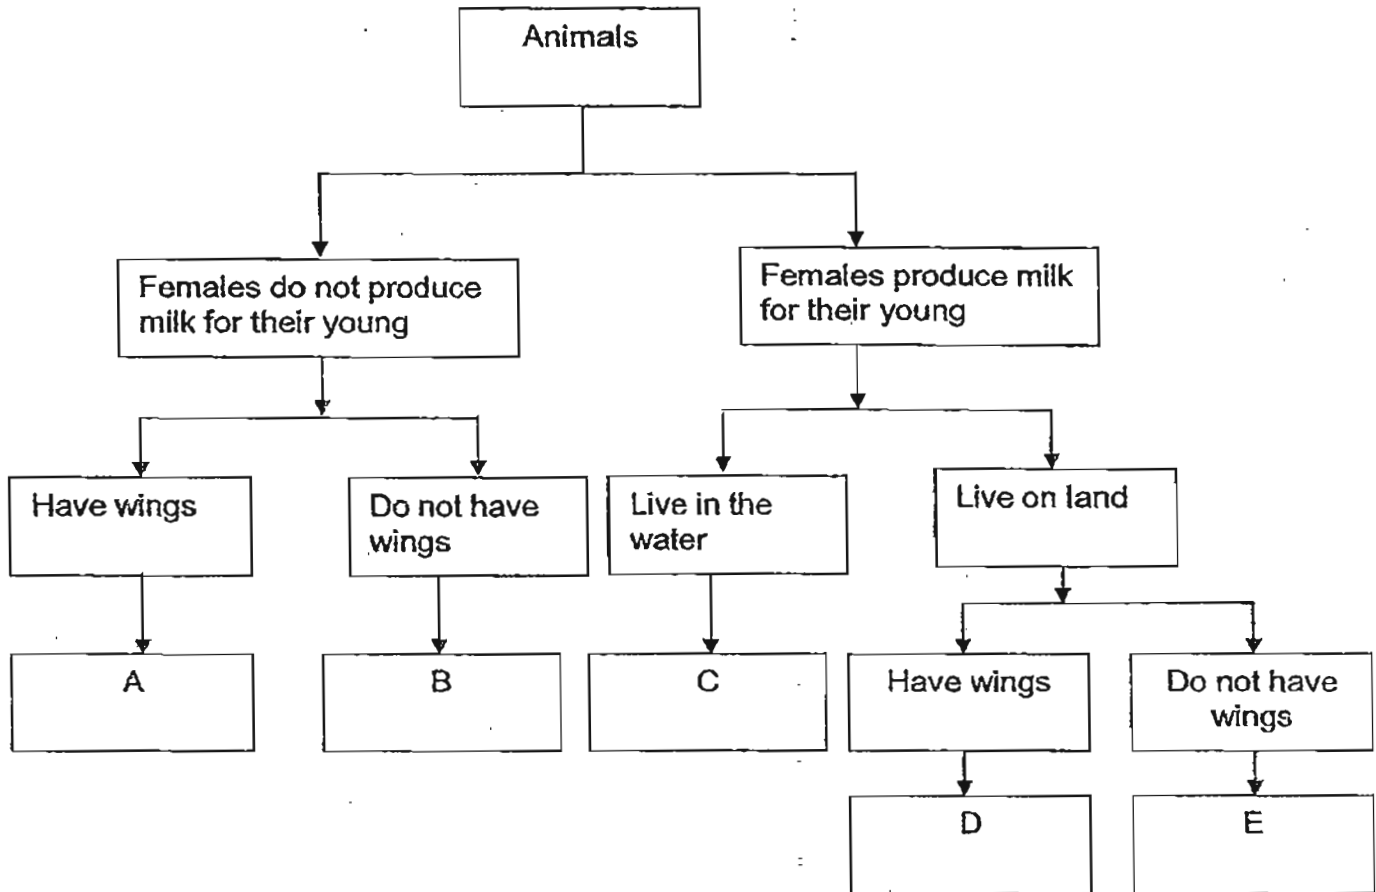 Animals
Females do not produce
milk for their young
Females produce milk
for their young
Have wings
Do not have
wings
Live in the
water
Live on land
A
B
C
Have wings
Do not have
wings
D
E